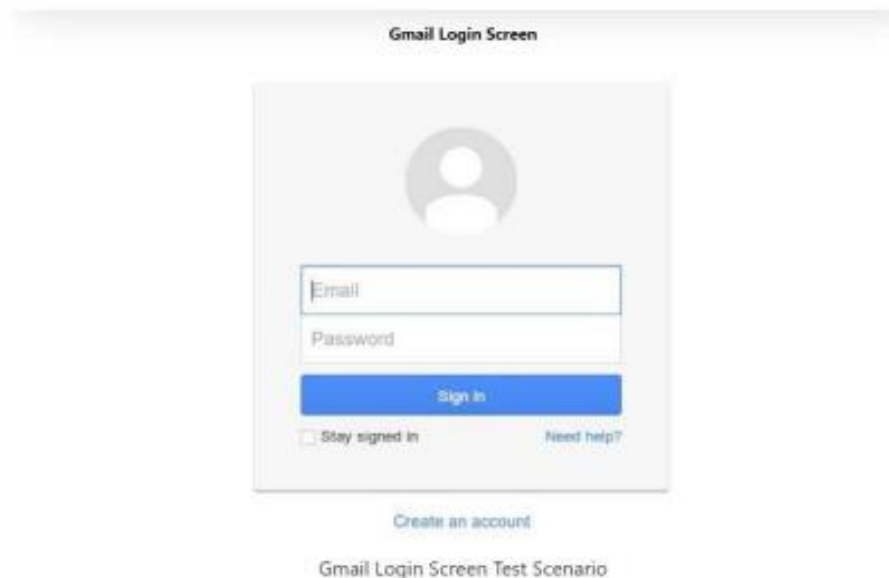 Gmail Login Screen
Email
Password
Sign in
Stay signed in Need help?
Create an account
Gmail Login Screen Test Scenario